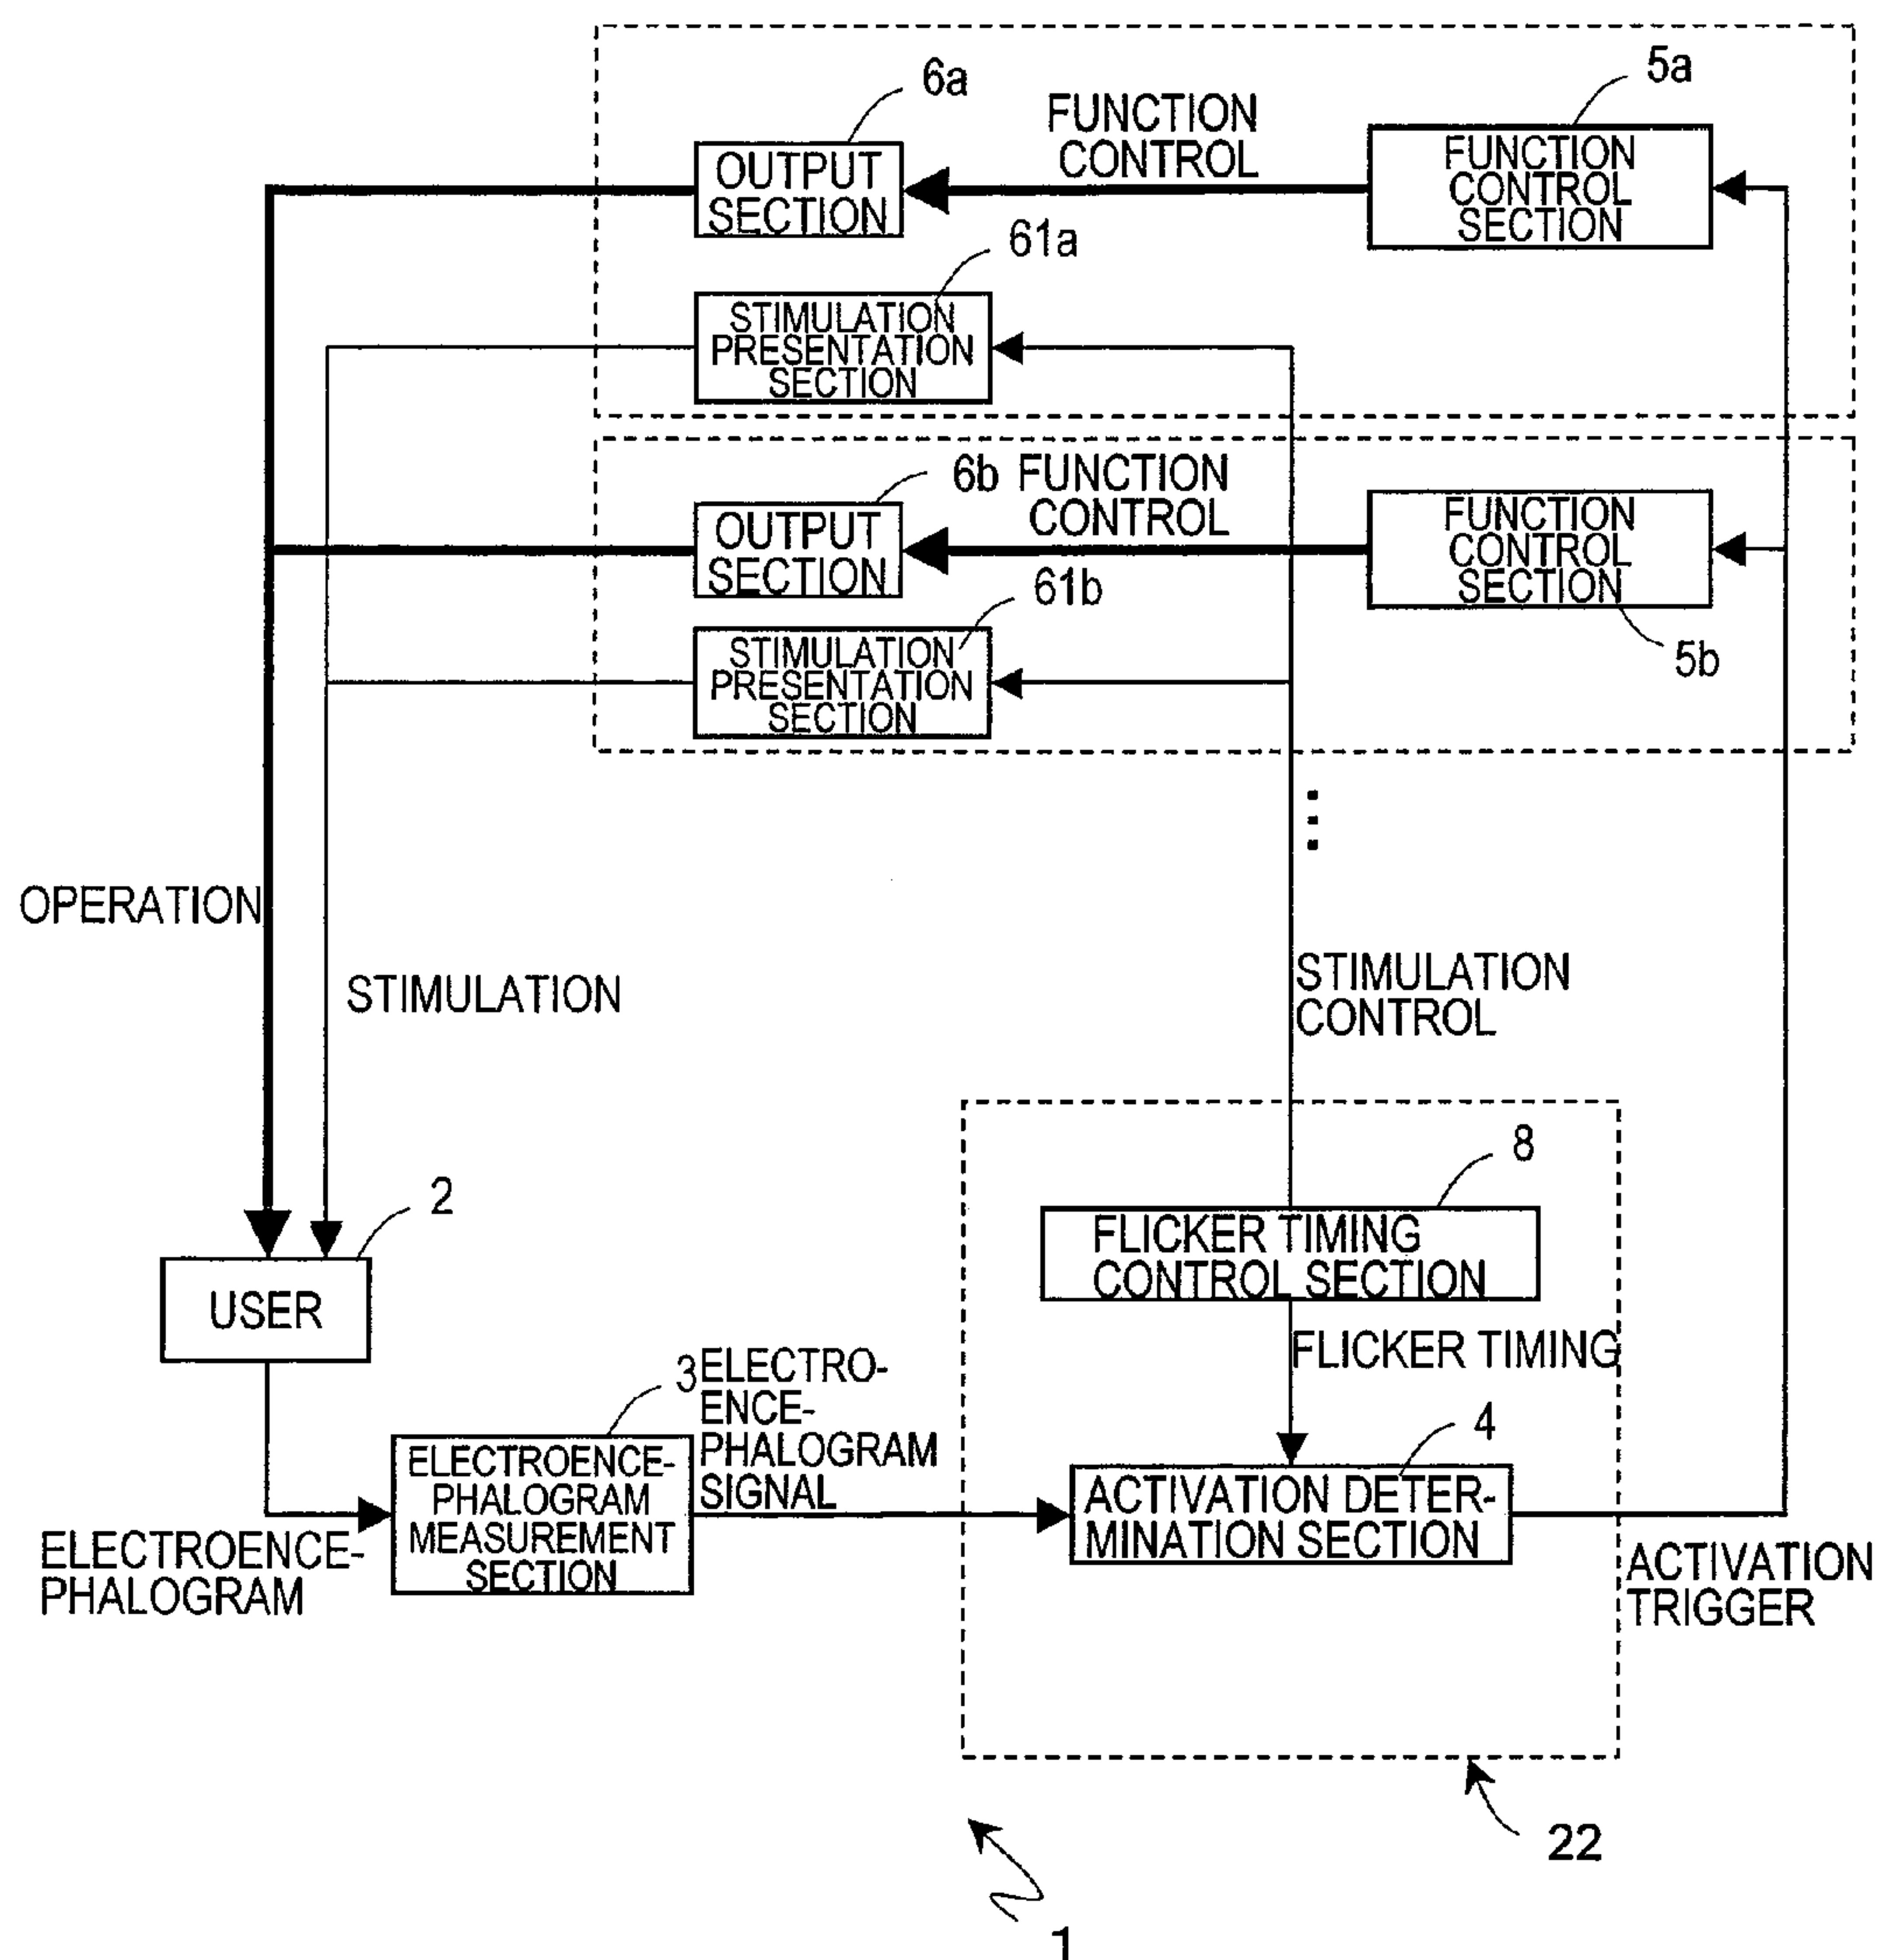 6a
5a
FUNCTION
CONTROL
OUTPUT
SECTION
FUNCTION
CONTROL
SECTION
61a
STIMULATION
PRESENTATION
SECTION
6b
FUNCTION
CONTROL
OUTPUT
SECTION
FUNCTION
CONTROL
SECTION
61b
5b
STIMULATION
PRESENTATION
SECTION
OPERATION
STIMULATION
STIMULATION
CONTROL
8
2
FLICKER TIMING
CONTROL SECTION
USER
FLICKER TIMING
3
ELECTRO-
ENCE-
PHALOGRAM
SIGNAL
4
ELECTROENCE-
PHALOGRAM
MEASUREMENT
SECTION
ACTIVATION DETER-
MINATION SECTION
ELECTROENCE-
PHALOGRAM
ACTIVATION
TRIGGER
22
1